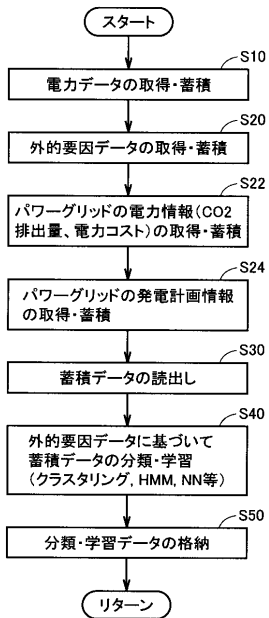 スタート
S10
電力データの取得・蓄積
S20
外的要因データの取得・蓄積
S22
パワーグリッドの電力情報(CO2
排出量、電力コスト)の取得・蓄積
S24
パワーグリッドの発電計画情報
の取得・蓄積
S30
蓄積データの読出し
S40
外的要因データに基づいて
蓄積データの分類・学習
(クラスタリング, HMM, NN等)
S50
分類・学習データの格納
リターン